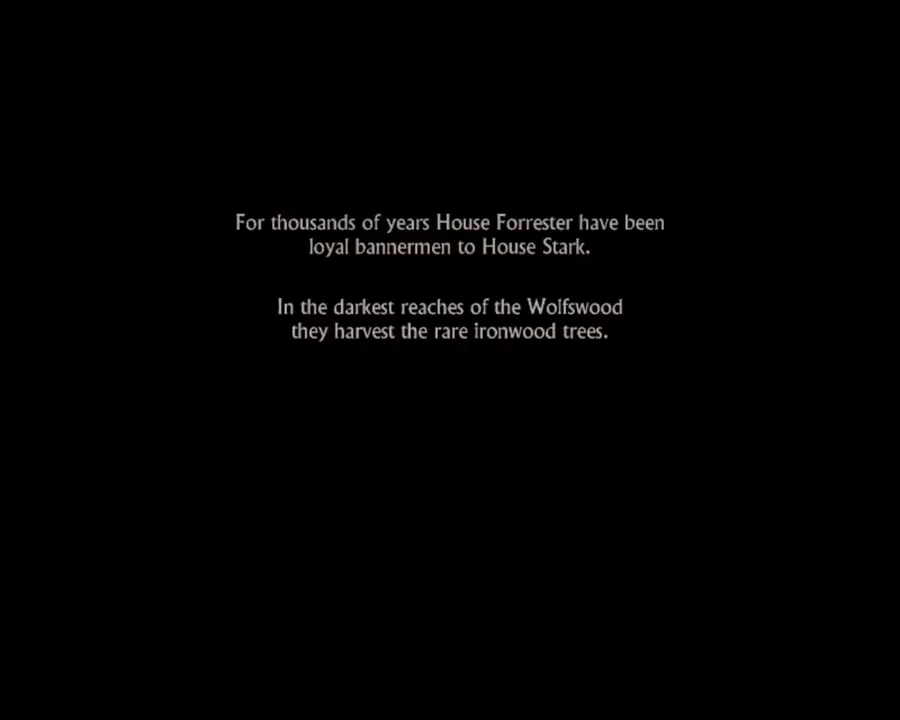 For thousands of years House Forrester have been
loyal bannermen to House Stark.
In the darkest reaches of the Wolfswood
they harvest the rare ironwood trees.